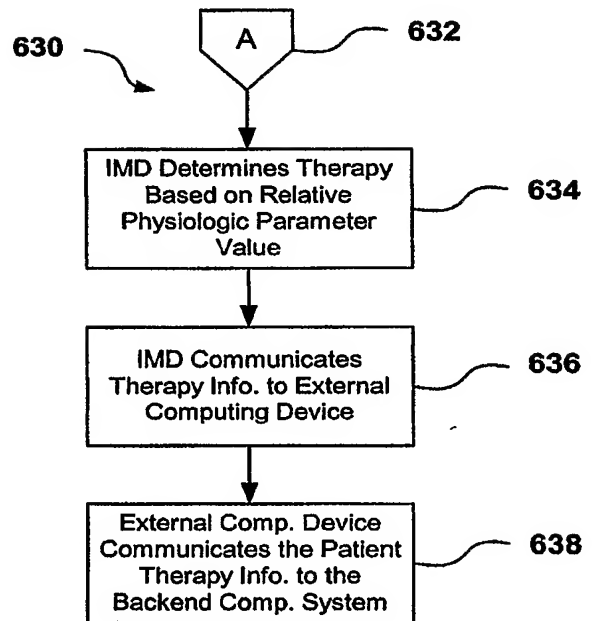 630
A
632
IMD Determines Therapy
Based on Relative
Physiologic Parameter
Value
634
IMD Communicates
Therapy Info. to External
Computing Device
636
External Comp. Device
Communicates the Patient
Therapy Info. to the
Backend Comp. System
638